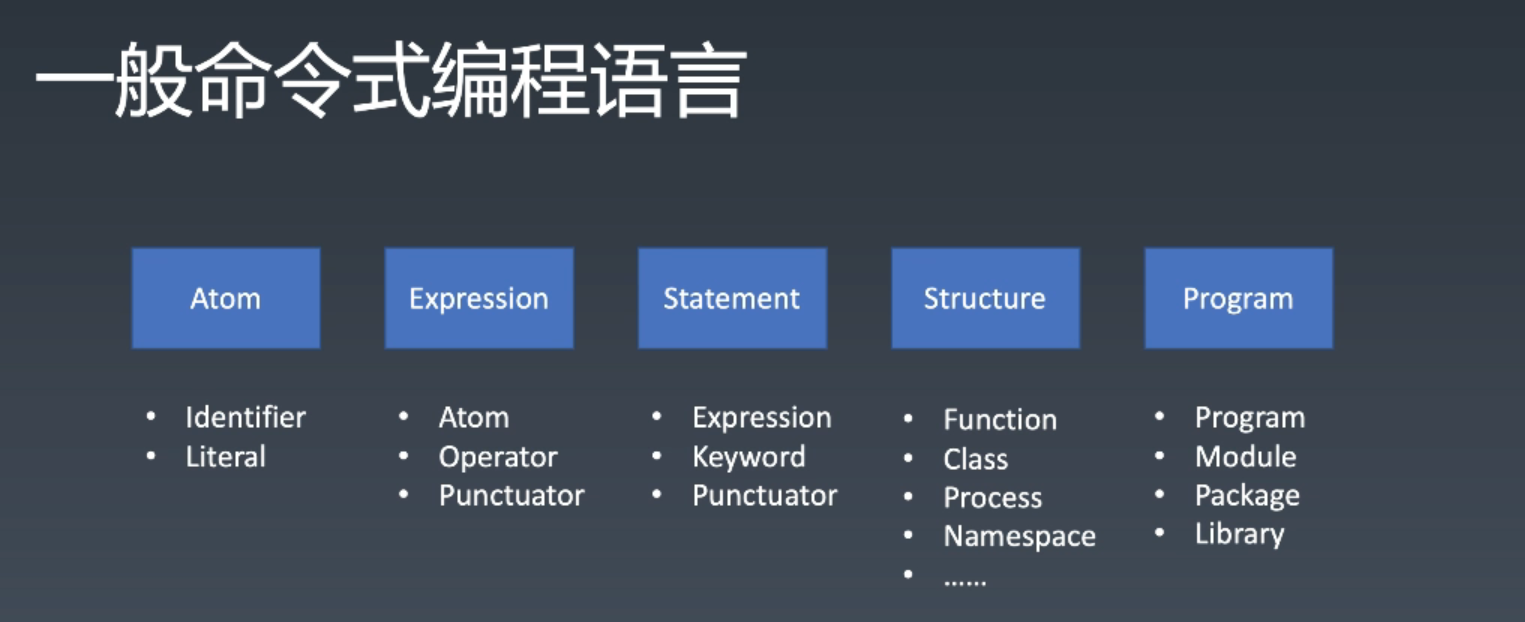 一般命令式编程语言
Atom
Expression
Statement
Structure
Program
• Identifier
• Literal
• Atom
• Operator
• Punctuator
• Expression
• Keyword
• Punctuator
• Function
• Class
• Process
• Namespace
• ……
• Program
• Module
• Package
• Library